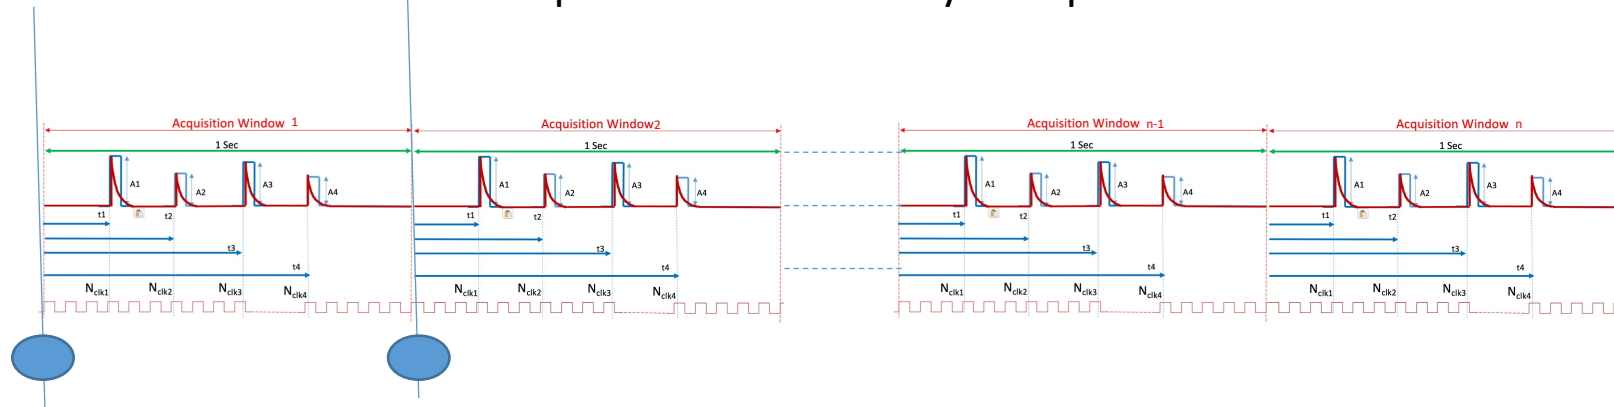 Acquisition Window 1
1 Sec
A1
A2
A3
A4
t1
t2
t3
t4
Nclk1
Nclk2
Nclk3
Nclk4
Acquisition Window2
1 Sec
A1
A2
A3
A4
t1
t2
t3
t4
Nclk1
Nclk2
Nclk3
Nclk4
Acquisition Window n-1
1 Sec
A1
A2
A3
A4
t1
t2
t3
t4
Nclk1
Nclk2
Nclk3
Nclk4
Acquisition Window n
1 Sec
A1
A2
A3
A4
t1
t2
t3
t4
Nclk1
Nclk2
Nclk3
Nclk4